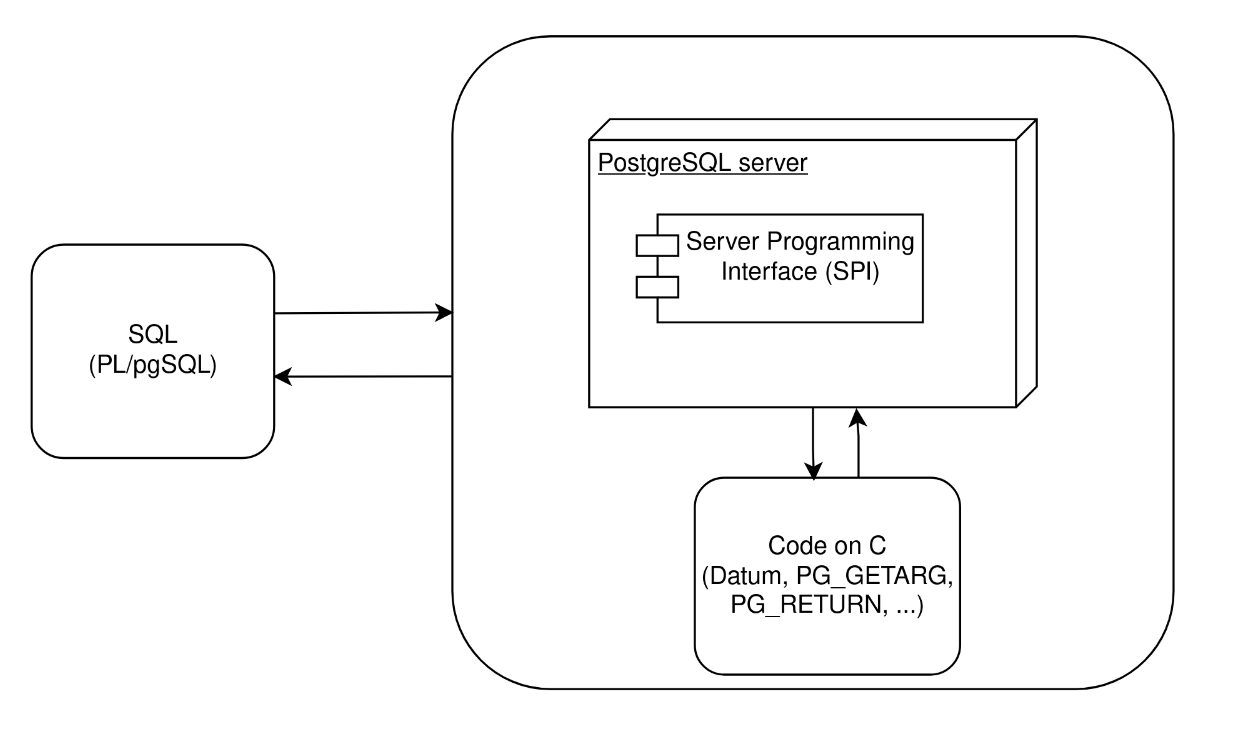 PostgreSQL server
Server Programming
Interface (SPI)
SQL
(PL/pgSQL)
Code on C
(Datum, PG_GETARG,
PG_RETURN, ...)